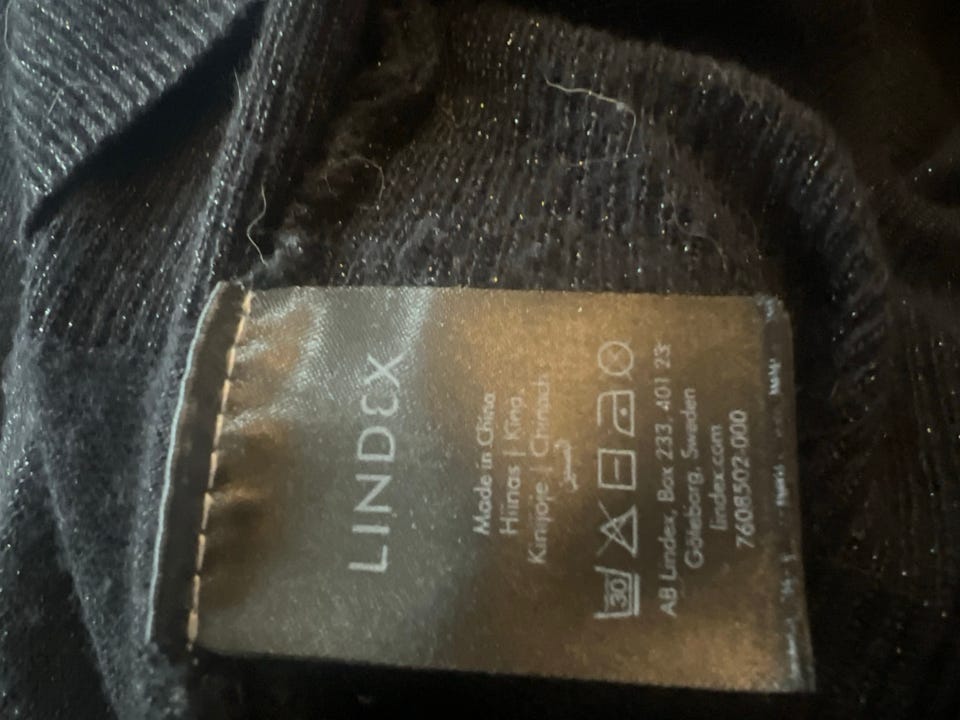 LINDEX
Made in China
Hiinas | Kina
Kinijoje | Chinach
30
AB Lindex, Box 233, 401 23
Göteborg, Sweden
lindex.com
7608502-000